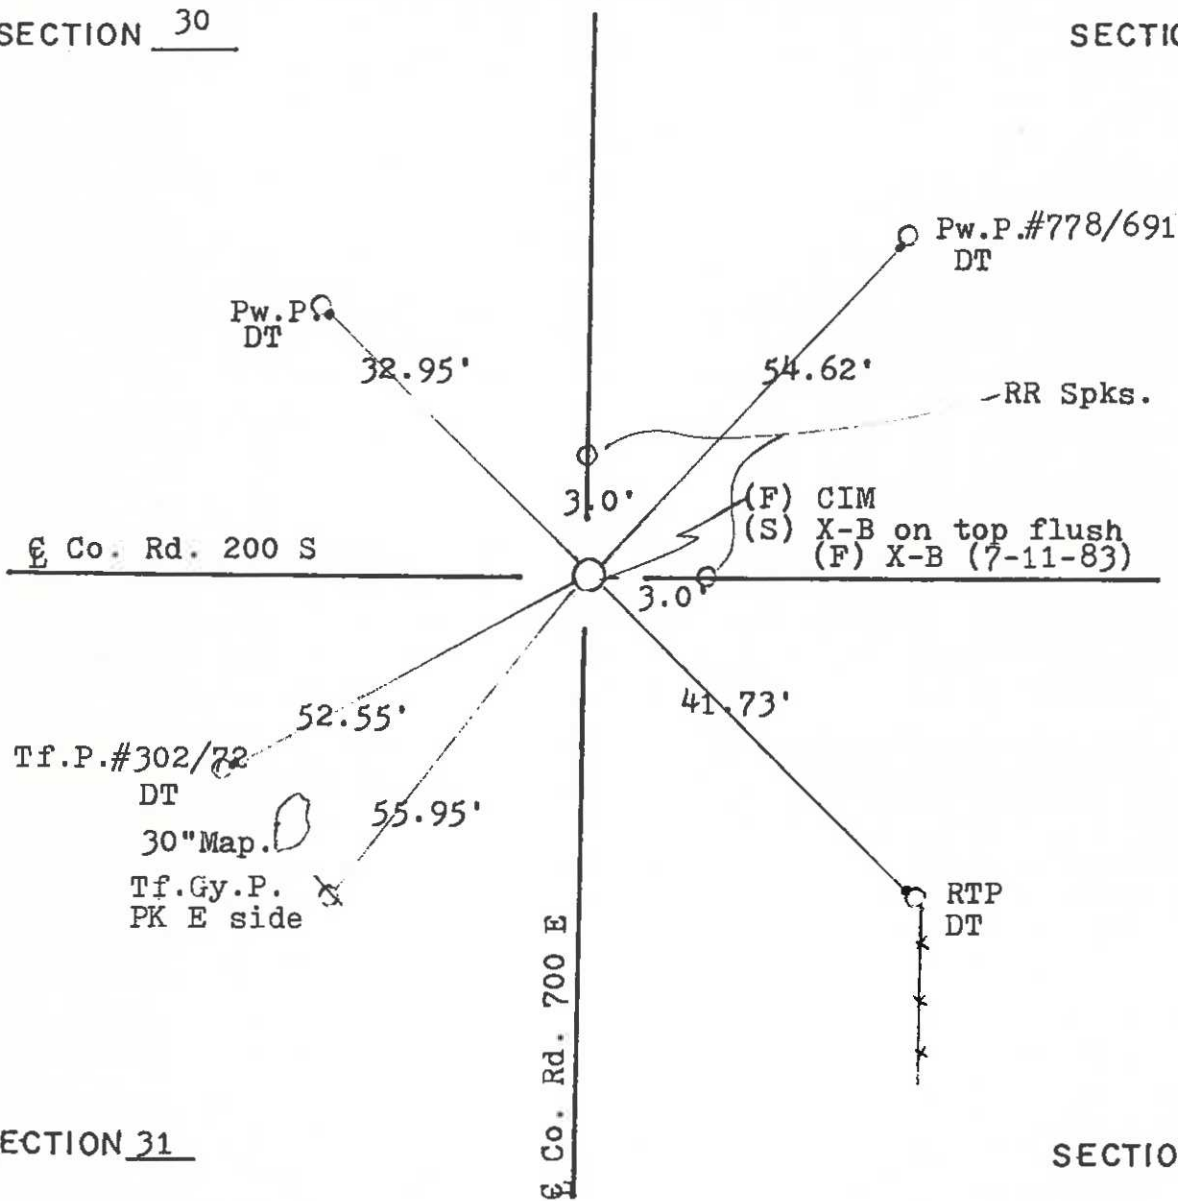 SECTION 30
SECTIO
Pw.P.#778/691
DT
Pw.P
DT
32.95'
54.62'
RR Spks.
3.0'
(F) CIM
(S) X-B on top flush
(F) X-B (7-11-83)
℄ Co. Rd. 200 S
3.0'
52.55'
41.73'
Tf.P.#302/72
DT
55.95'
30"Map.
Tf.Gy.P.
PK E side
RTP
DT
℄ Co. Rd. 700 E
ECTION 31
SECTIO